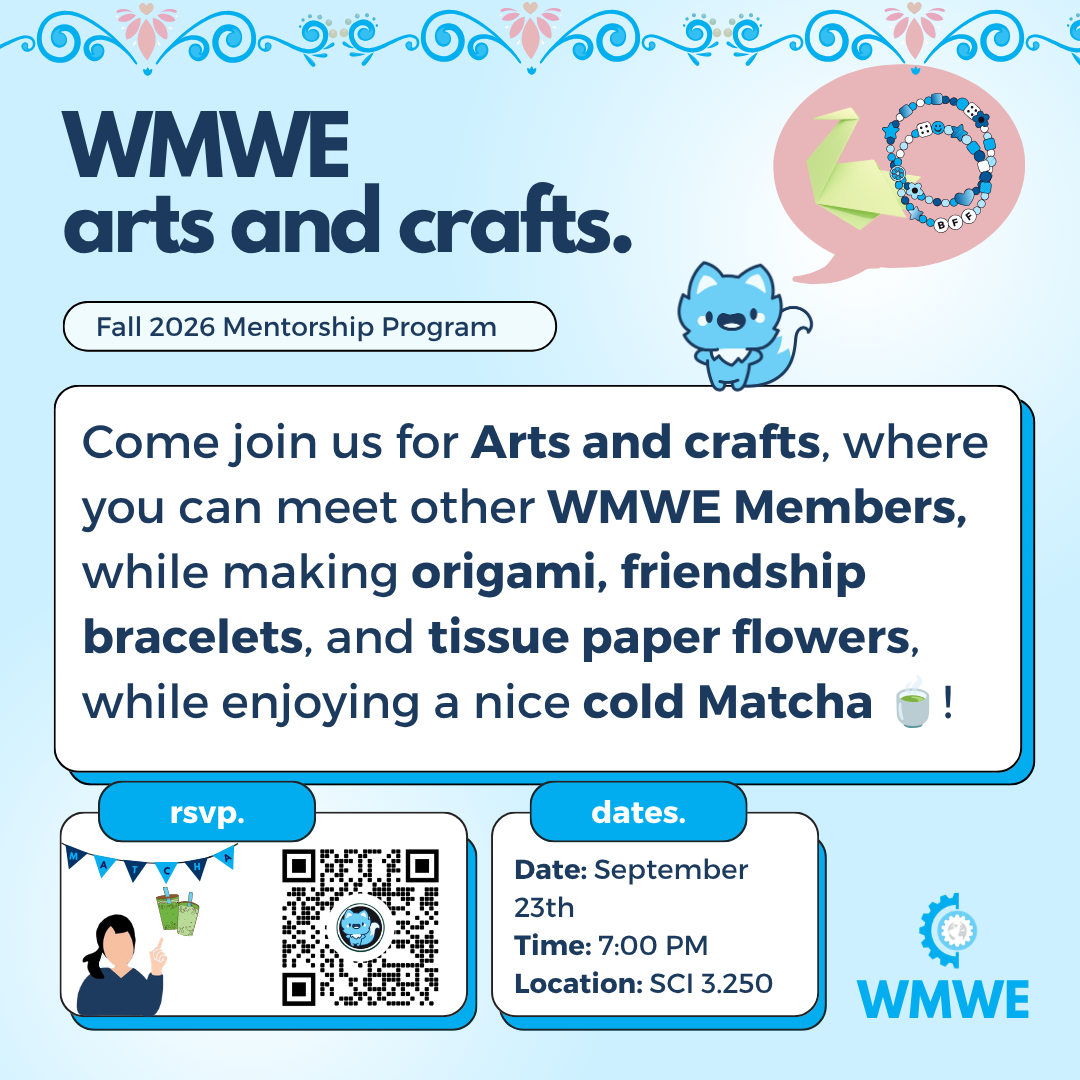 WMWE
arts and crafts.
BFF
Fall 2026 Mentorship Program
Come join us for Arts and crafts, where
you can meet other WMWE Members,
while making origami, friendship
bracelets, and tissue paper flowers,
while enjoying a nice cold Matcha 🍵!
rsvp.
MATCHA
dates.
Date: September
23th
Time: 7:00 PM
Location: SCI 3.250
WMWE